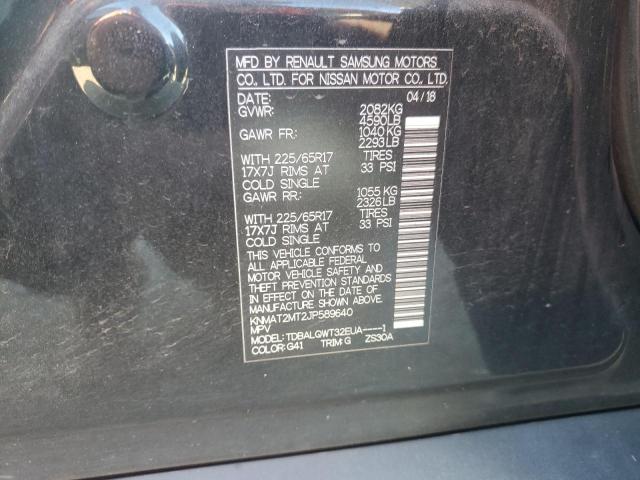 MFD BY RENAULT SAMSUNG MOTORS
CO. LTD. FOR NISSAN MOTOR CO., LTD.
DATE: 04/18
GVWR: 2082KG
4590LB
GAWR FR: 1040 KG
2293 LB
WITH 225/65R17 TIRES
17X7J RIMS AT 33 PSI
COLD SINGLE
GAWR RR: 1055 KG
2326 LB
WITH 225/65R17 TIRES
17X7J RIMS AT 33 PSI
COLD SINGLE
THIS VEHICLE CONFORMS TO
ALL APPLICABLE FEDERAL
MOTOR VEHICLE SAFETY AND
THEFT PREVENTION STANDARDS
IN EFFECT ON THE DATE OF
MANUFACTURE SHOWN ABOVE.
KNMAT2MT2JP589640
MPV
MODEL: TDBALQWT32EUA-----1
COLOR: G41 TRIM: G ZS30A